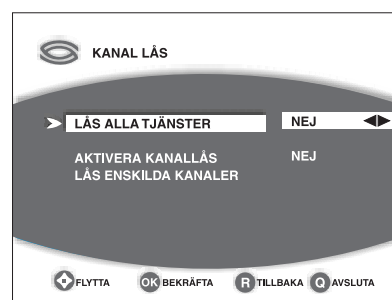 KANAL LÅS
LÅS ALLA TJÄNSTER NEJ
AKTIVERA KANALLÅS NEJ
LÅS ENSKILDA KANALER
FLYTTA OK BEKRÄFTA R TILLBAKA Q AVSLUTA